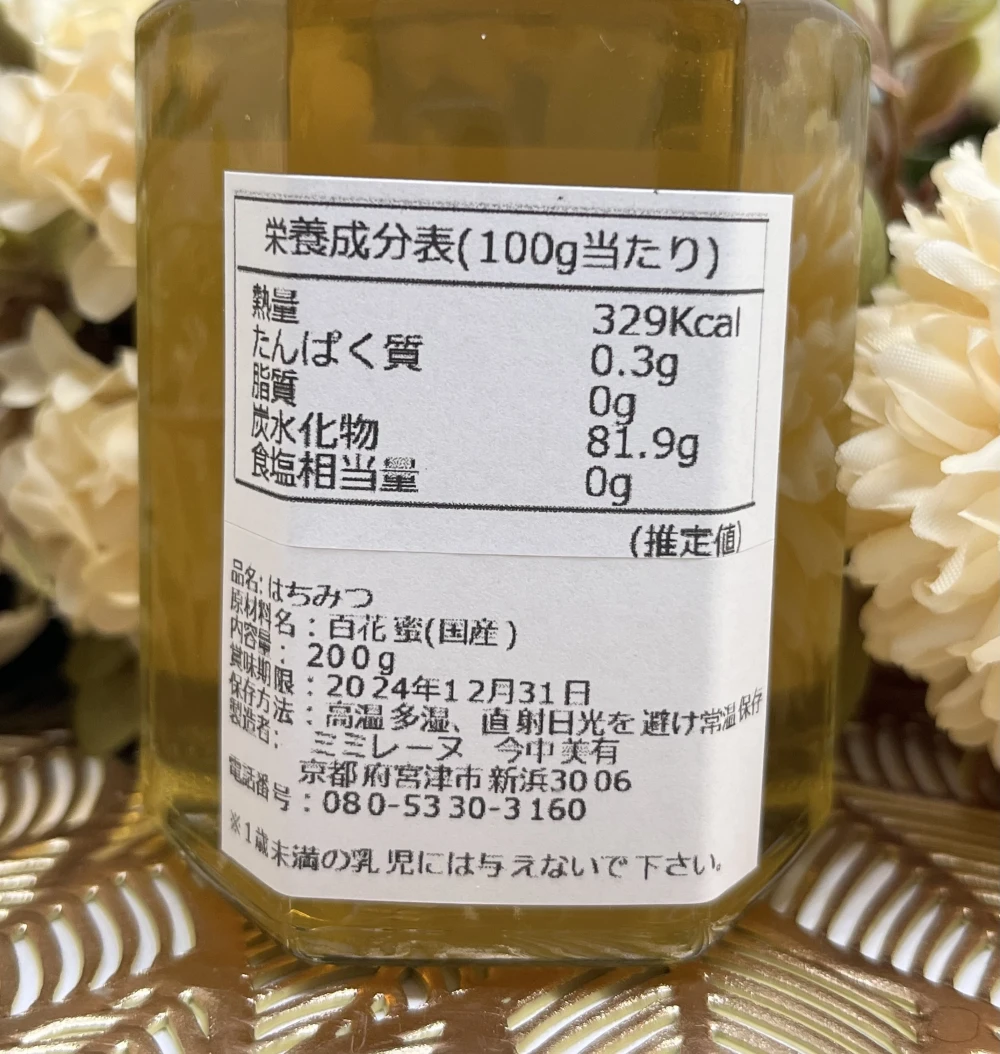 栄養成分表(100g当たり)
熱量 329Kcal
たんぱく質 0.3g
脂質 0g
炭水化物 81.9g
食塩相当量 0g
(推定値)
品名:はちみつ
原材料名:百花蜜(国産)
内容量:200g
賞味期限:2024年12月31日
保存方法:高温多湿、直射日光を避け常温保存
製造者:ミミレーヌ 今中美有
京都府宮津市新浜3006
電話番号:080-5330-3160
※1歳未満の乳児には与えないで下さい。